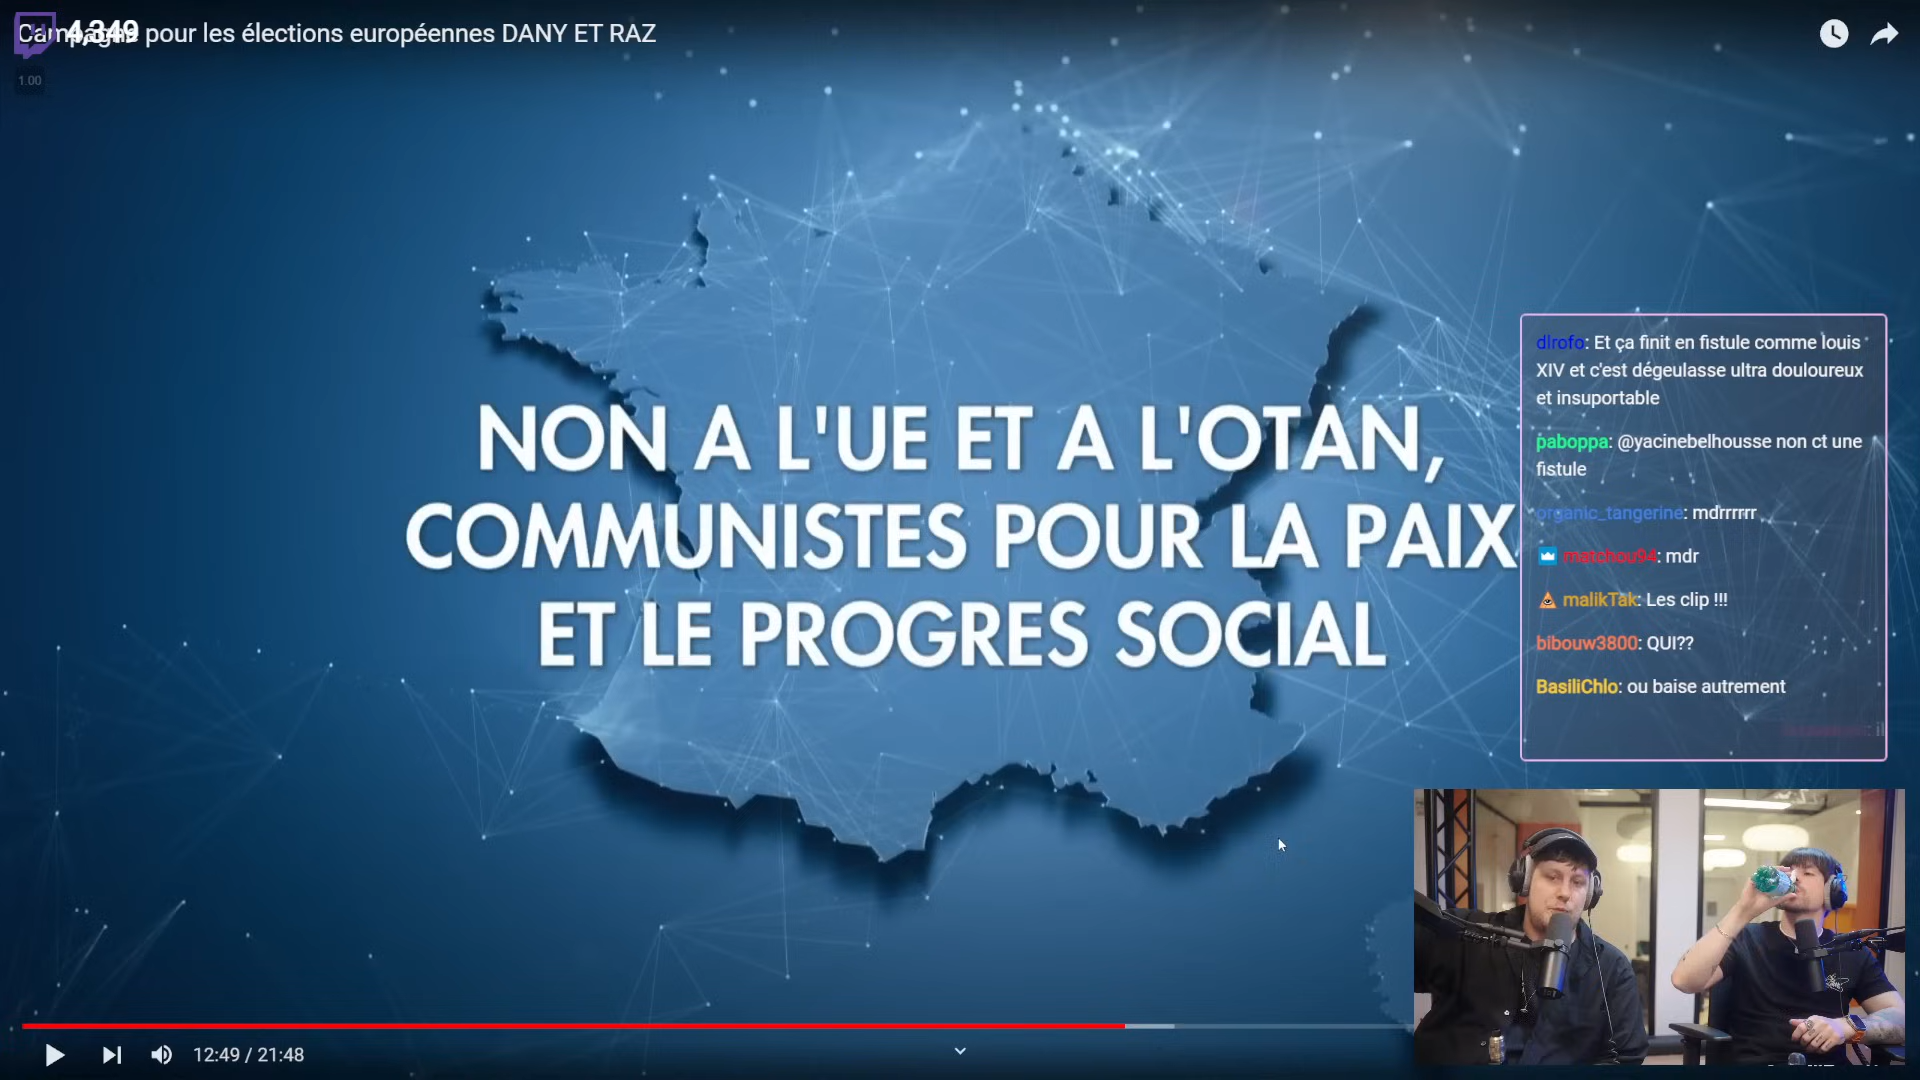 Campagne pour les élections européennes DANY ET RAZ
4,349
1.00
NON A L'UE ET A L'OTAN,
COMMUNISTES POUR LA PAIX
ET LE PROGRES SOCIAL
dlrofo: Et ça finit en fistule comme louis
XIV et c'est dégeulasse ultra douloureux
et insuportable
paboppa: @yacinebelhousse non ct une
fistule
organic_tangerine: mdrrrrrr
matchou94: mdr
malikTak: Les clip !!!
bibouw3800: QUI??
BasiliChlo: ou baise autrement
: il
12:49 / 21:48